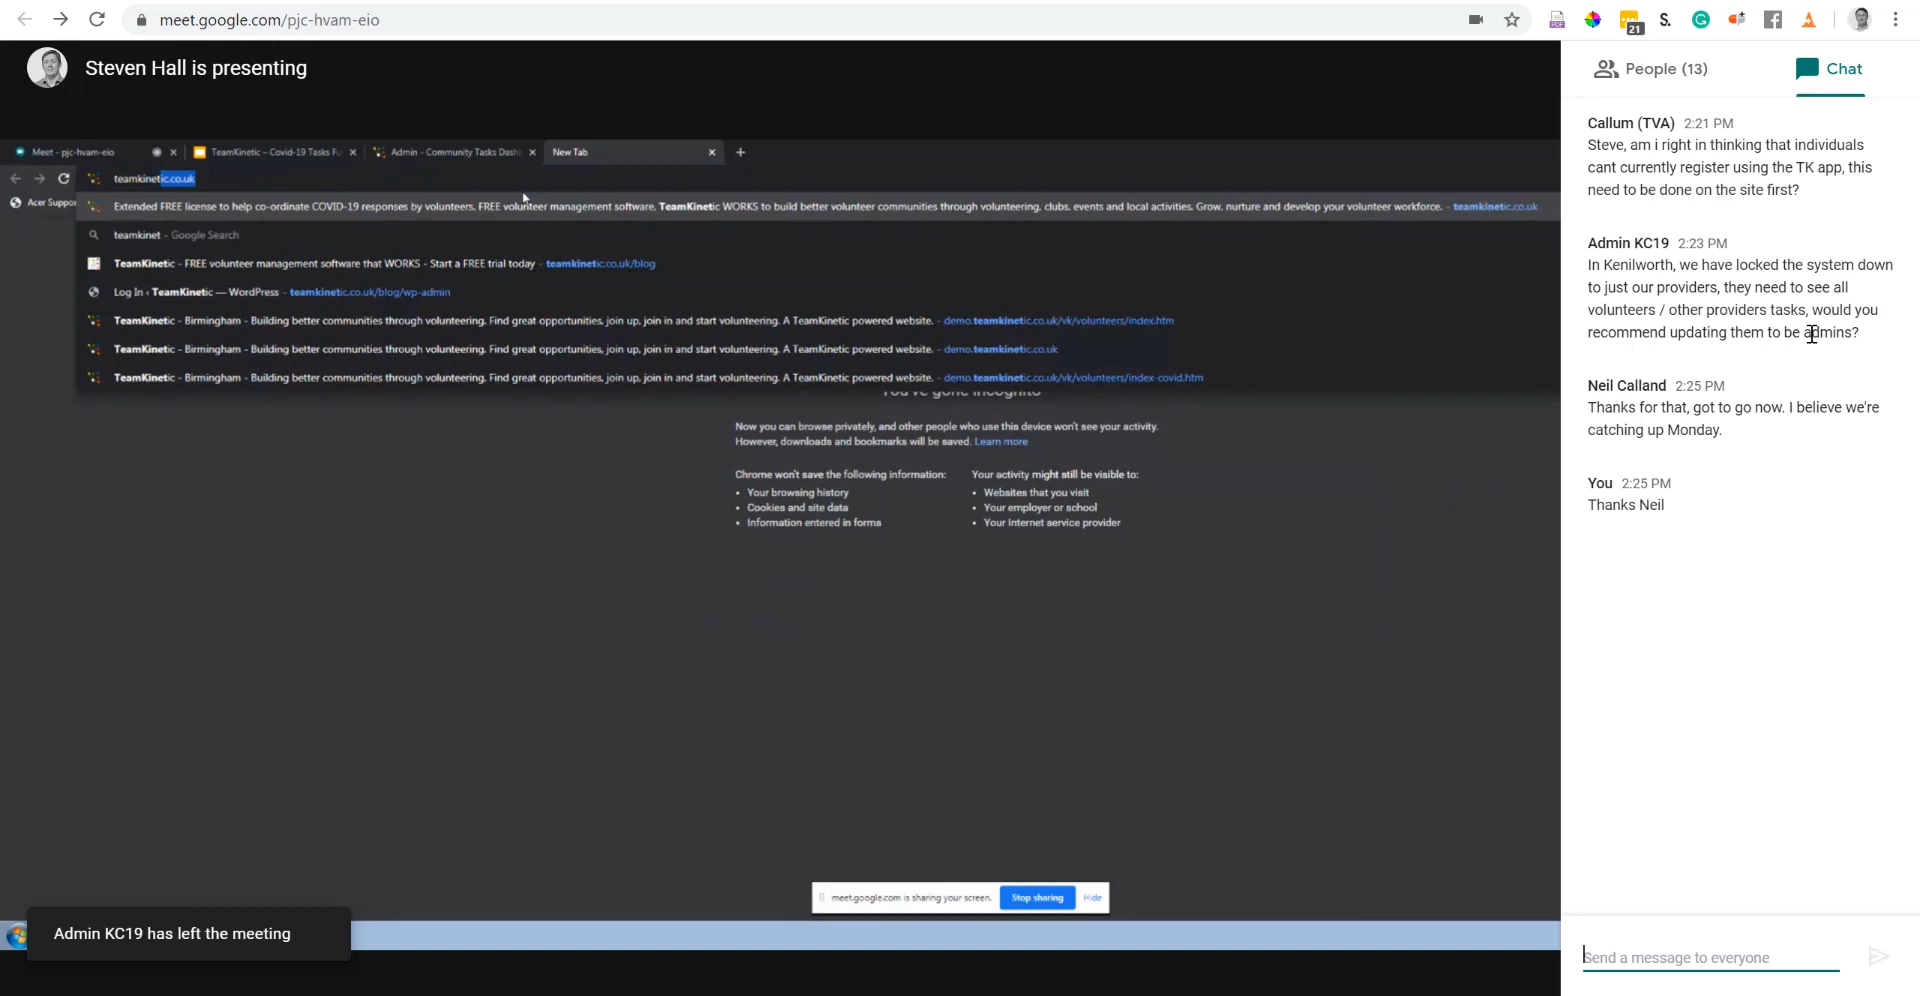 meet.google.com/pjc-hvam-eio
21
Steven Hall is presenting
People (13)
Chat
Meet - pjc-hvam-eio
TeamKinetic – Covid-19 Tasks Fu
Admin - Community Tasks Dashb
New Tab
teamkinetic.co.uk
Acer Suppor
Extended FREE license to help co-ordinate COVID-19 responses by volunteers. FREE volunteer management software. TeamKinetic WORKS to build better volunteer communities through volunteering, clubs, events and local activities. Grow, nurture and develop your volunteer workforce. - teamkinetic.co.uk
teamkinet - Google Search
TeamKinetic - FREE volunteer management software that WORKS - Start a FREE trial today - teamkinetic.co.uk/blog
Log In ‹ TeamKinetic — WordPress - teamkinetic.co.uk/blog/wp-admin
TeamKinetic - Birmingham - Building better communities through volunteering. Find great opportunities, join up, join in and start volunteering. A TeamKinetic powered website. - demo.teamkinetic.co.uk/vk/volunteers/index.htm
TeamKinetic - Birmingham - Building better communities through volunteering. Find great opportunities, join up, join in and start volunteering. A TeamKinetic powered website. - demo.teamkinetic.co.uk
TeamKinetic - Birmingham - Building better communities through volunteering. Find great opportunities, join up, join in and start volunteering. A TeamKinetic powered website. - demo.teamkinetic.co.uk/vk/volunteers/index-covid.htm
You've gone Incognito
Now you can browse privately, and other people who use this device won't see your activity.
However, downloads and bookmarks will be saved. Learn more
Chrome won't save the following information:
• Your browsing history
• Cookies and site data
• Information entered in forms
Your activity might still be visible to:
• Websites that you visit
• Your employer or school
• Your Internet service provider
meet.google.com is sharing your screen.
Stop sharing
Hide
Admin KC19 has left the meeting
Callum (TVA) 2:21 PM
Steve, am i right in thinking that individuals
cant currently register using the TK app, this
need to be done on the site first?
Admin KC19 2:23 PM
In Kenilworth, we have locked the system down
to just our providers, they need to see all
volunteers / other providers tasks, would you
recommend updating them to be admins?
Neil Calland 2:25 PM
Thanks for that, got to go now. I believe we're
catching up Monday.
You 2:25 PM
Thanks Neil
Send a message to everyone